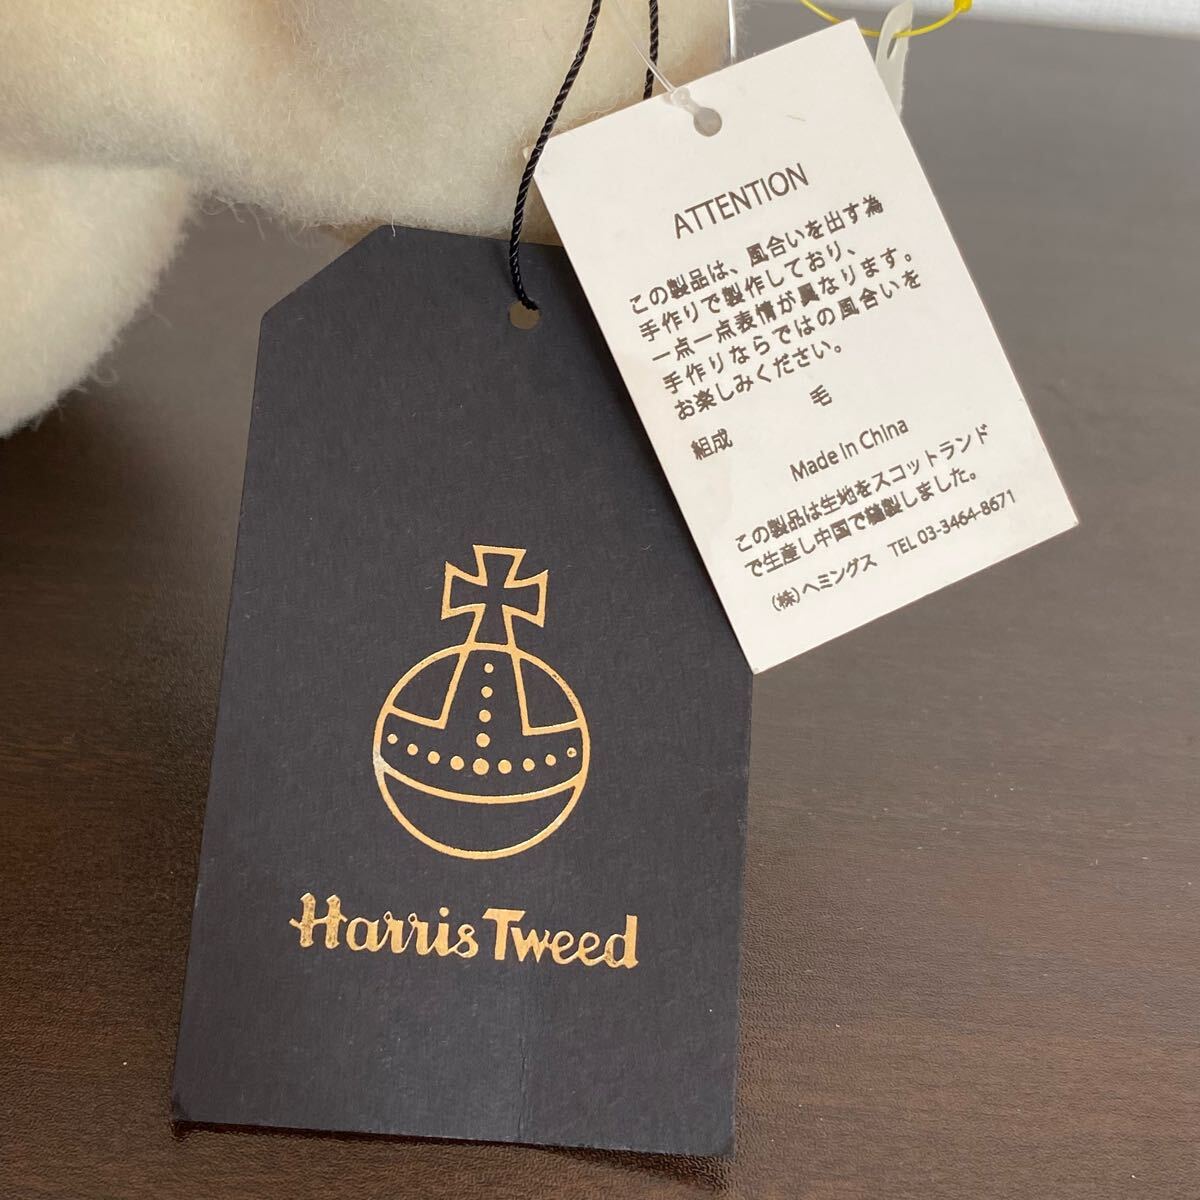 ATTENTION
この製品は、風合いを出す為
手作りで製作しており、
一点一点表情が異なります。
手作りならではの風合いを
お楽しみください。
組成 毛
Made In China
この製品は生地をスコットランド
で生産し中国で縫製しました。
(株)ヘミングス TEL 03-3464-8671
Harris Tweed